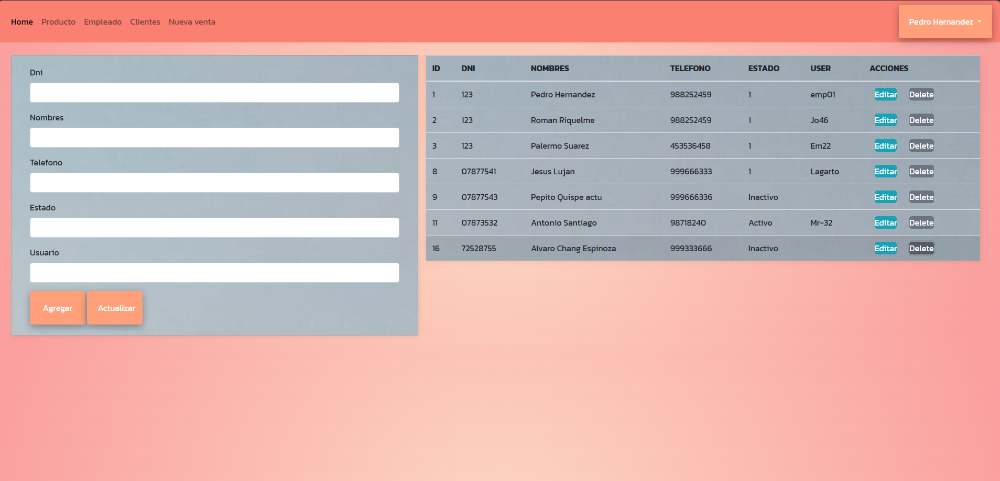 Home Producto Empleado Clientes Nueva venta Pedro Hernandez
Dni
Nombres
Telefono
Estado
Usuario
Agregar Actualizar
ID DNI NOMBRES TELEFONO ESTADO USER ACCIONES
1 123 Pedro Hernandez 988252459 1 emp01 Editar Delete
2 123 Roman Riquelme 988252459 1 Jo46 Editar Delete
3 123 Palermo Suarez 453536458 1 Em22 Editar Delete
8 07877541 Jesus Lujan 999666333 1 Lagarto Editar Delete
9 07877543 Pepito Quispe actu 999666336 Inactivo Editar Delete
11 07873532 Antonio Santiago 98718240 Activo Mr-32 Editar Delete
16 72528755 Alvaro Chang Espinoza 999333666 Inactivo Editar Delete